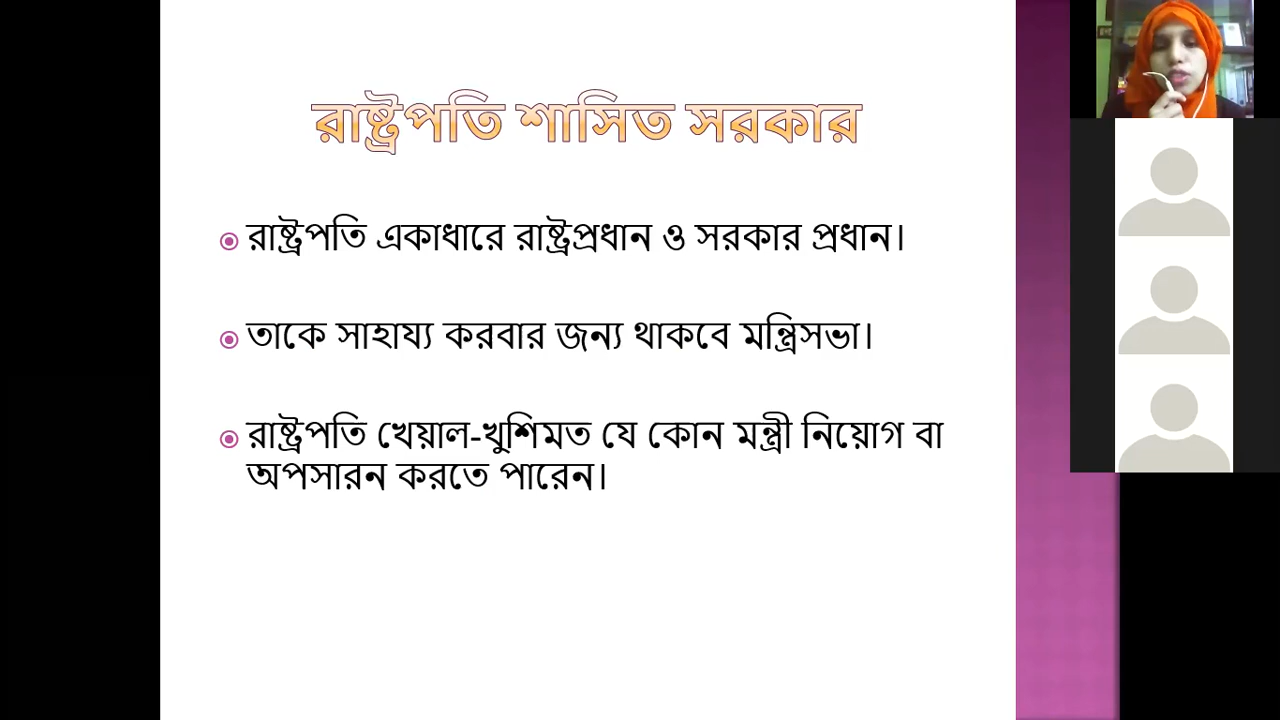 রাষ্ট্রপতি শাসিত সরকার
রাষ্ট্রপতি একাধারে রাষ্ট্রপ্রধান ও সরকার প্রধান।
তাকে সাহায্য করবার জন্য থাকবে মন্ত্রিসভা।
রাষ্ট্রপতি খেয়াল-খুশিমত যে কোন মন্ত্রী নিয়োগ বা
অপসারন করতে পারেন।